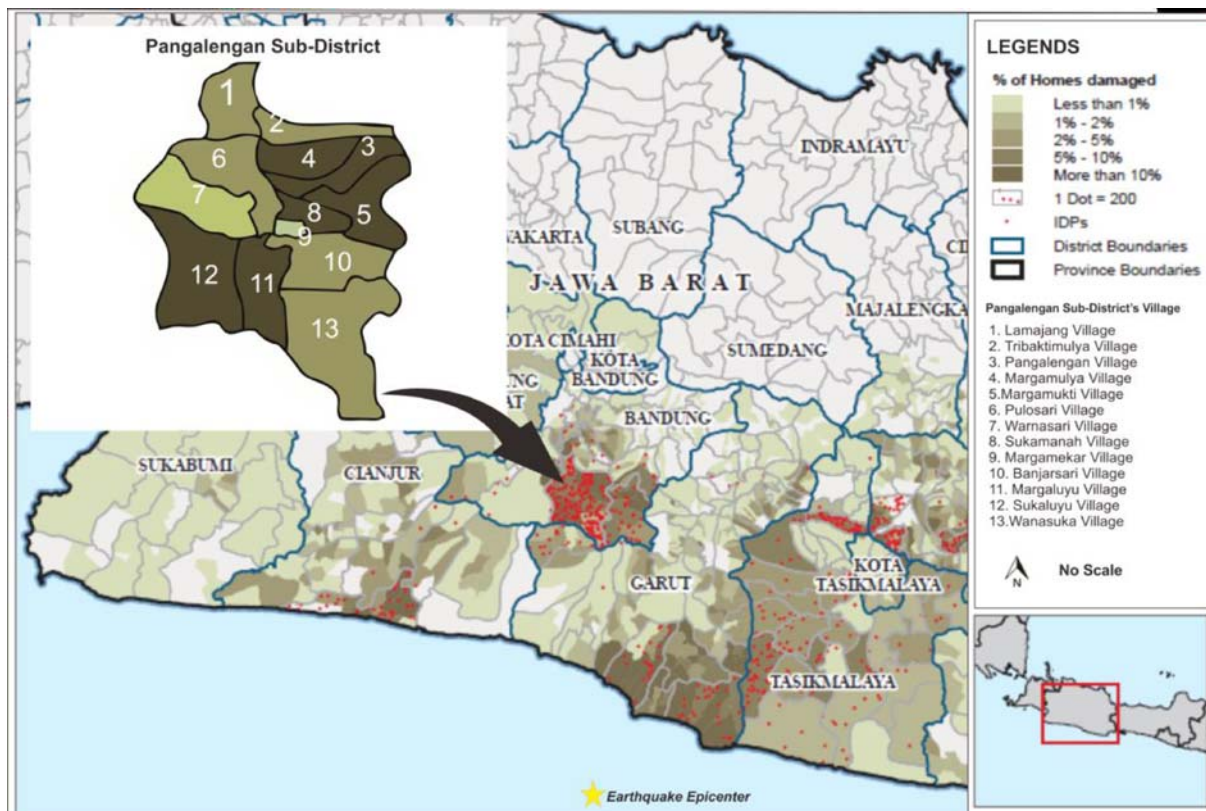 Pangalengan Sub-District
1
2
3
4
6
7
8
5
9
10
12
11
13
INDRAMAYU
SUBANG
WAKARTA
CI
JAWA BARAT
MAJALENGKA
KOTA CIMAHI
SUMEDANG
KOTA
BANDUNG
NG
AT
BANDUNG
SUKABUMI
CIANJUR
GARUT
KOTA
TASIKMALAYA
TASIKMALAYA
Earthquake Epicenter
LEGENDS
% of Homes damaged
Less than 1%
1% - 2%
2% - 5%
5% - 10%
More than 10%
1 Dot = 200
IDPs
District Boundaries
Province Boundaries
Pangalengan Sub-District's Village
1. Lamajang Village
2. Tribaktimulya Village
3. Pangalengan Village
4. Margamulya Village
5.Margamukti Village
6. Pulosari Village
7. Warnasari Village
8. Sukamanah Village
9. Margamekar Village
10. Banjarsari Village
11. Margaluyu Village
12. Sukaluyu Village
13.Wanasuka Village
N
No Scale